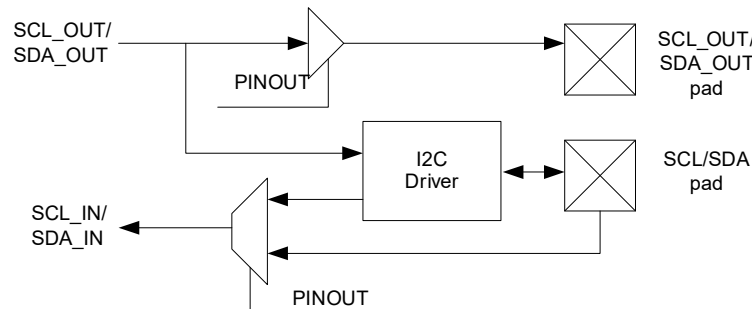 SCL_OUT/
SDA_OUT
SCL_OUT/
SDA_OUT
pad
PINOUT
I2C
Driver
SCL/SDA
pad
SCL_IN/
SDA_IN
PINOUT